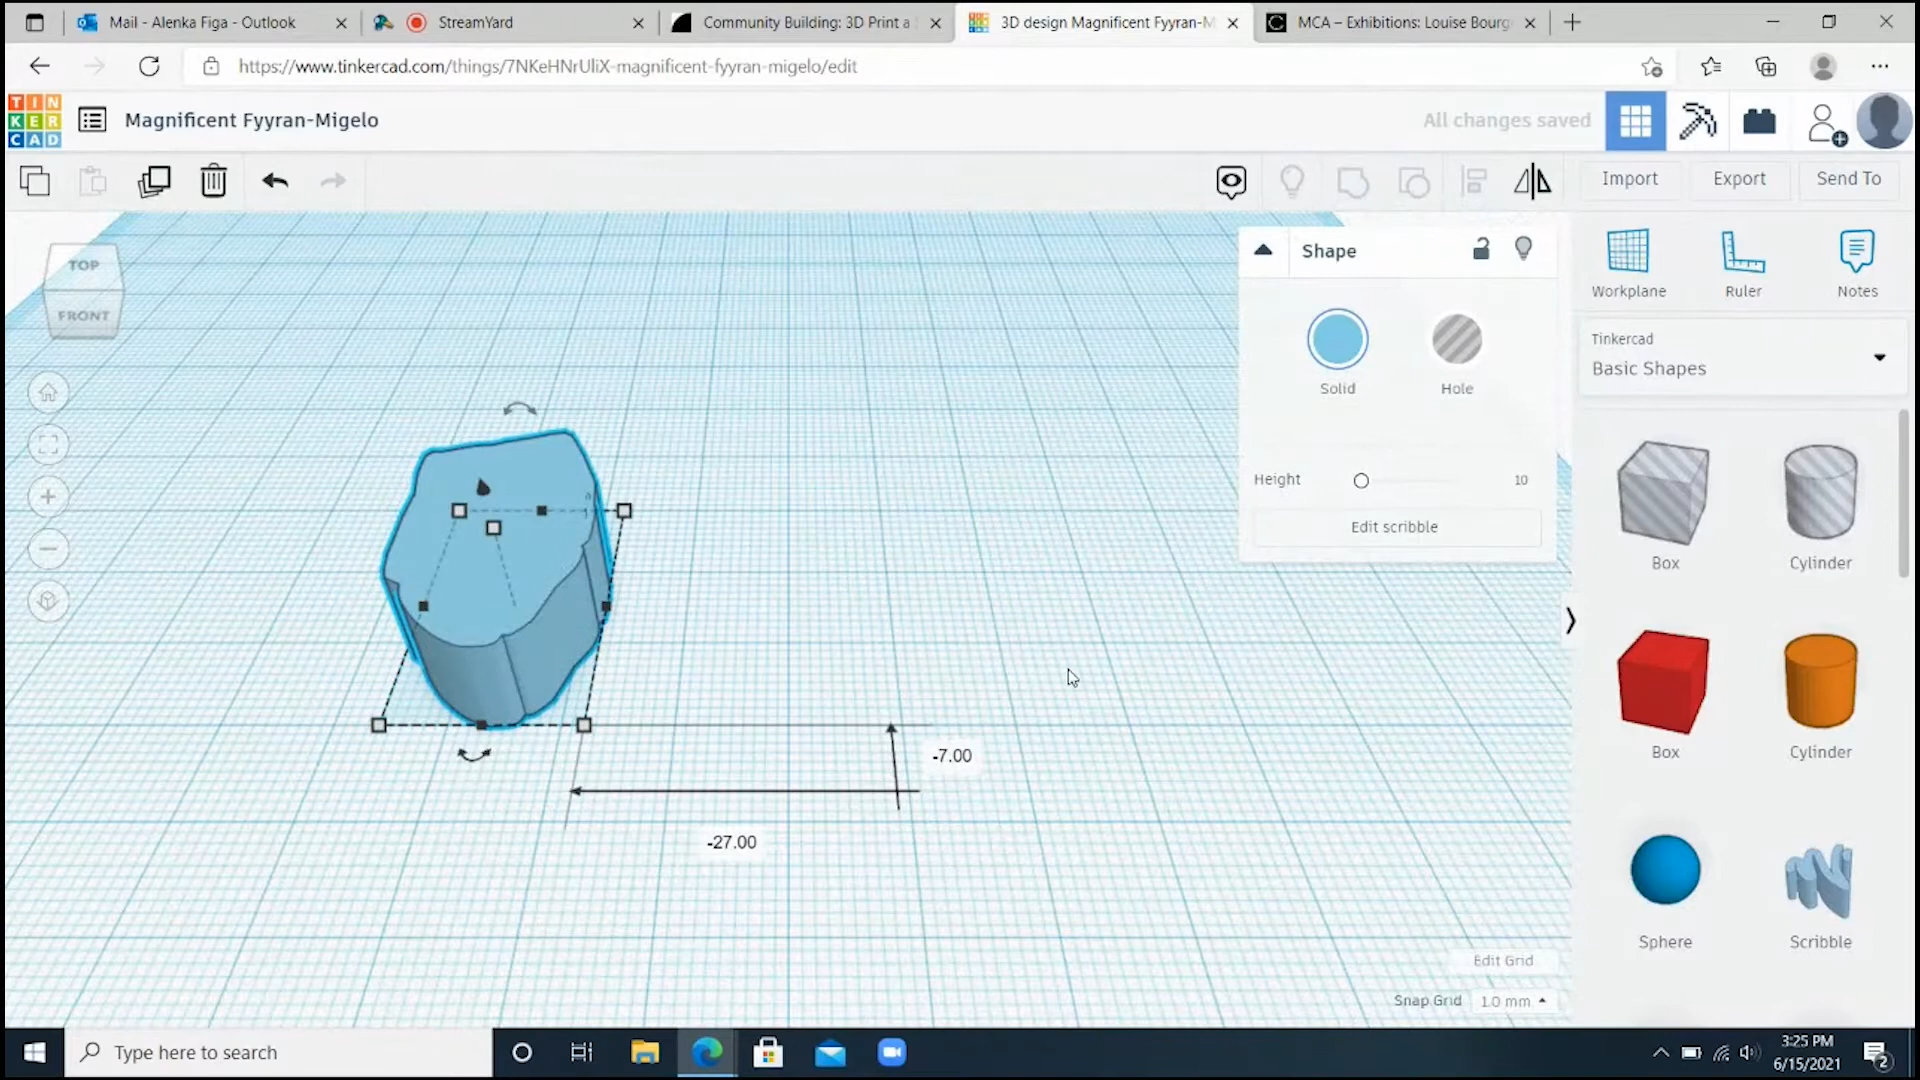 Mail - Alenka Figa - Outlook
StreamYard
Community Building: 3D Print a
3D design Magnificent Fyyran-M
MCA – Exhibitions: Louise Bourg
https://www.tinkercad.com/things/7NKeHNrUliX-magnificent-fyyran-migelo/edit
TIN
KER
CAD
Magnificent Fyyran-Migelo
All changes saved
Import
Export
Send To
TOP
FRONT
Shape
Solid
Hole
Height
10
Edit scribble
Workplane
Ruler
Notes
Tinkercad
Basic Shapes
Box
Cylinder
Box
Cylinder
Sphere
Scribble
-7.00
-27.00
Edit Grid
Snap Grid
1.0 mm
Type here to search
3:25 PM
6/15/2021
2